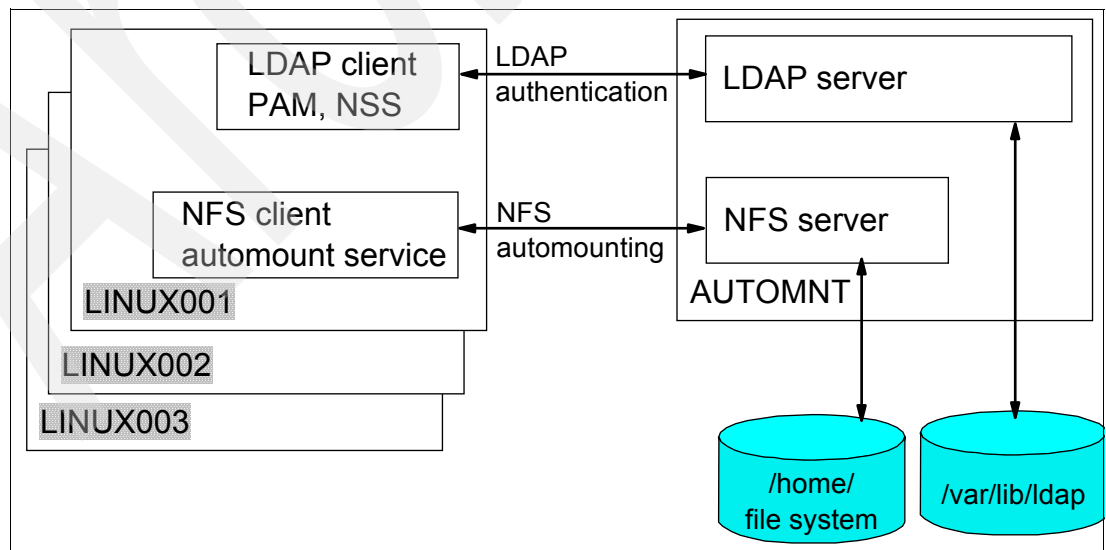 LDAP client
PAM, NSS
LDAP
authentication
LDAP server
NFS client
automount service
NFS
automounting
NFS server
LINUX001
AUTOMNT
LINUX002
LINUX003
/home/
file system
/var/lib/ldap